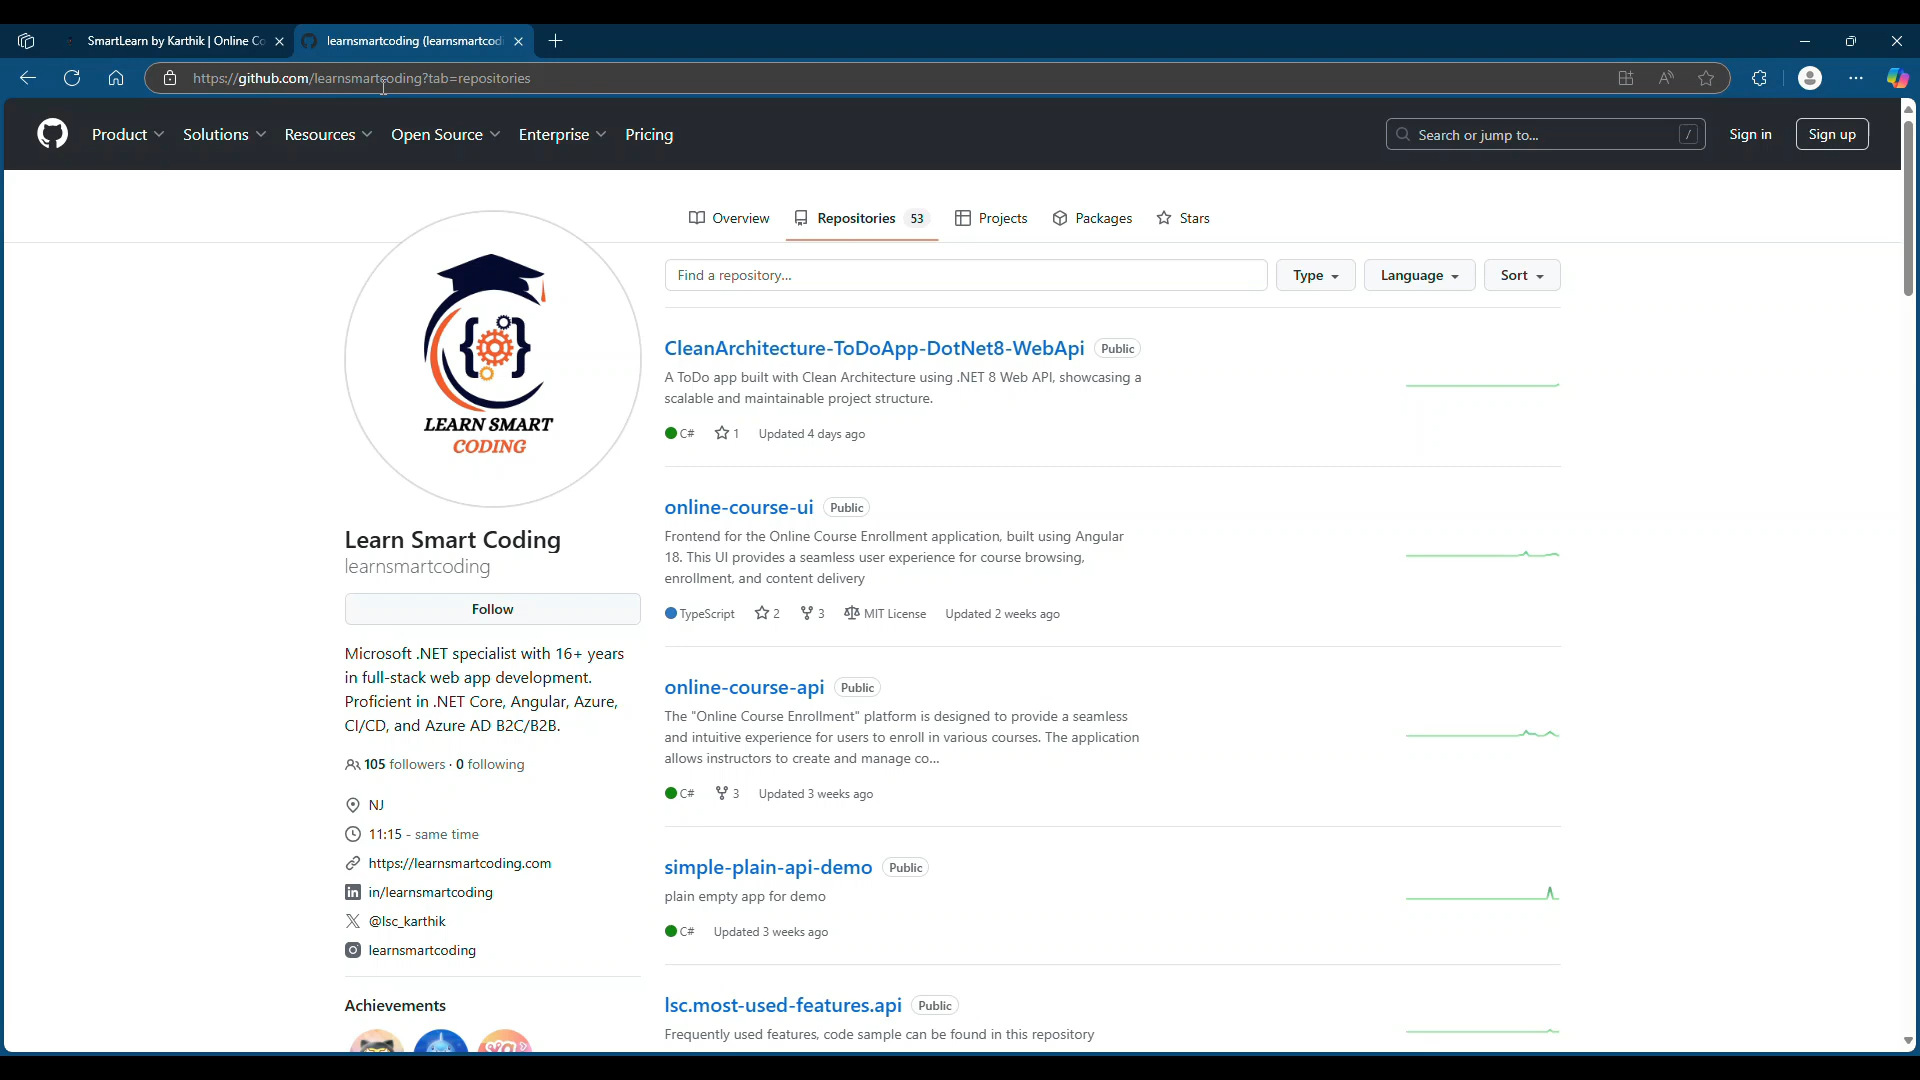 SmartLearn by Karthik | Online Co
learnsmartcoding (learnsmartcodi
https://github.com/learnsmartcoding?tab=repositories
Product
Solutions
Resources
Open Source
Enterprise
Pricing
Search or jump to...
/
Sign in
Sign up
Overview
Repositories 53
Projects
Packages
Stars
LEARN SMART
CODING
Learn Smart Coding
learnsmartcoding
Follow
Microsoft .NET specialist with 16+ years
in full-stack web app development.
Proficient in .NET Core, Angular, Azure,
CI/CD, and Azure AD B2C/B2B.
105 followers · 0 following
NJ
11:15 - same time
https://learnsmartcoding.com
in/learnsmartcoding
@lsc_karthik
learnsmartcoding
Achievements
Find a repository...
Type
Language
Sort
CleanArchitecture-ToDoApp-DotNet8-WebApi Public
A ToDo app built with Clean Architecture using .NET 8 Web API, showcasing a
scalable and maintainable project structure.
C# 1 Updated 4 days ago
online-course-ui Public
Frontend for the Online Course Enrollment application, built using Angular
18. This UI provides a seamless user experience for course browsing,
enrollment, and content delivery
TypeScript 2 3 MIT License Updated 2 weeks ago
online-course-api Public
The "Online Course Enrollment" platform is designed to provide a seamless
and intuitive experience for users to enroll in various courses. The application
allows instructors to create and manage co...
C# 3 Updated 3 weeks ago
simple-plain-api-demo Public
plain empty app for demo
C# Updated 3 weeks ago
lsc.most-used-features.api Public
Frequently used features, code sample can be found in this repository